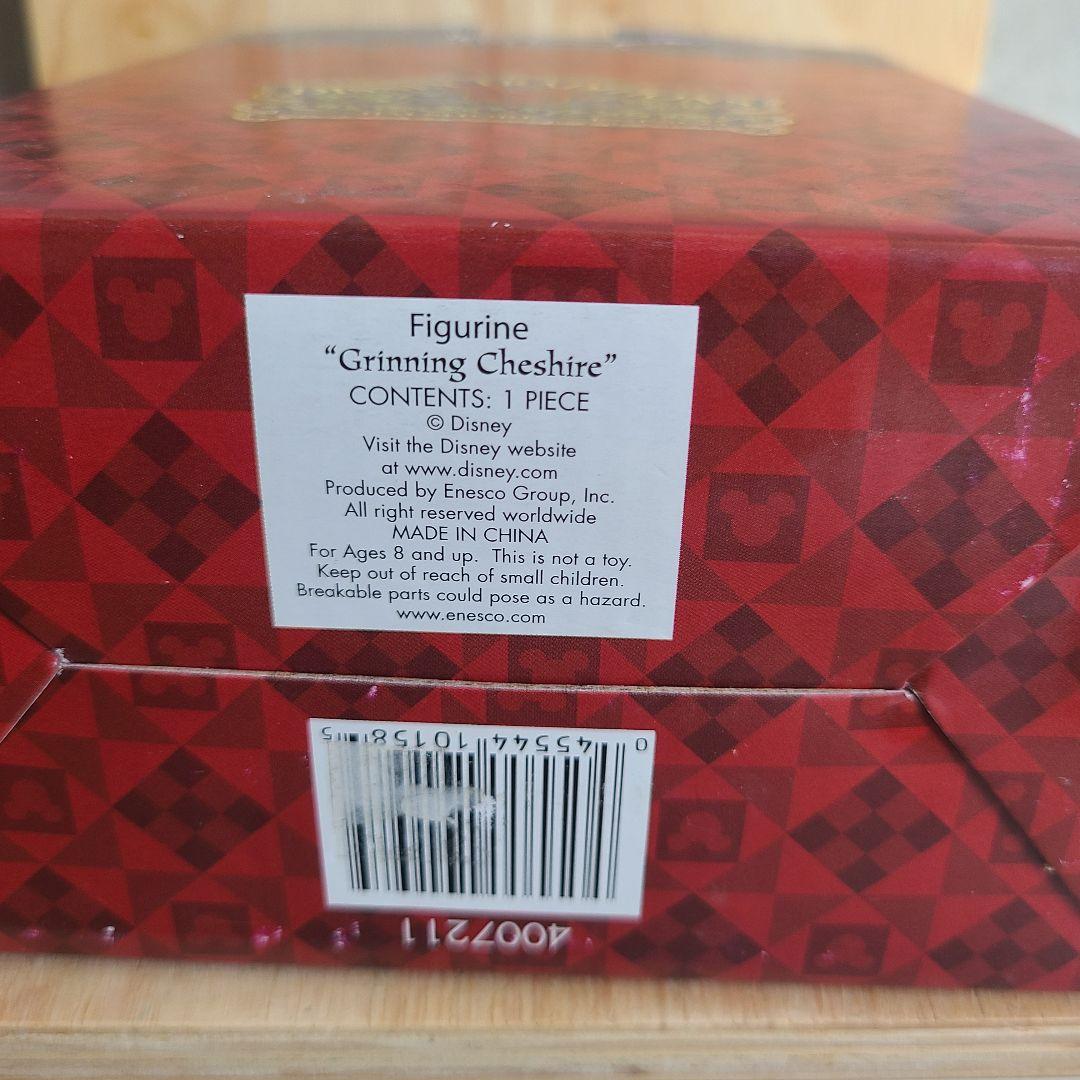 Figurine
“Grinning Cheshire”
CONTENTS: 1 PIECE
© Disney
Visit the Disney website
at www.disney.com
Produced by Enesco Group, Inc.
All right reserved worldwide
MADE IN CHINA
For Ages 8 and up. This is not a toy.
Keep out of reach of small children.
Breakable parts could pose as a hazard.
www.enesco.com
0 45544 10158 5
4007211